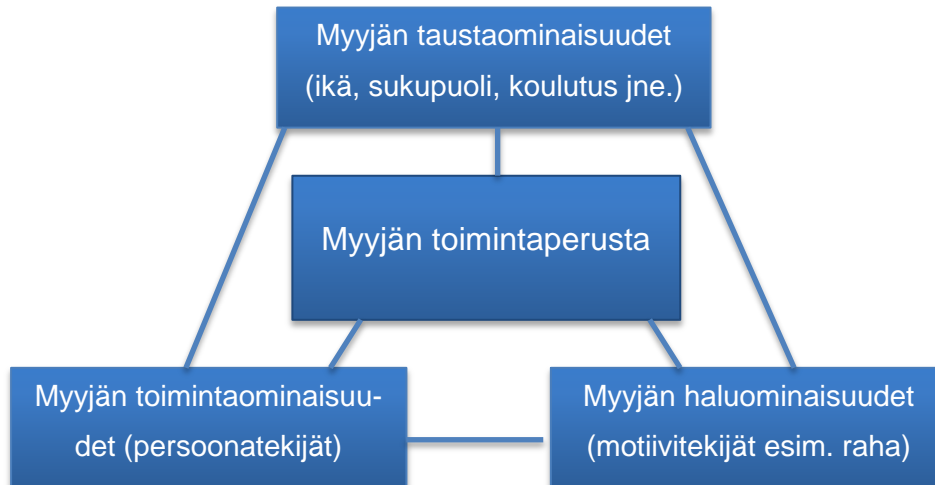 Myyjän taustaominaisuudet
(ikä, sukupuoli, koulutus jne.)
Myyjän toimintaperusta
Myyjän toimintaominaisuu-
det (persoonatekijät)
Myyjän haluominaisuudet
(motiivitekijät esim. raha)